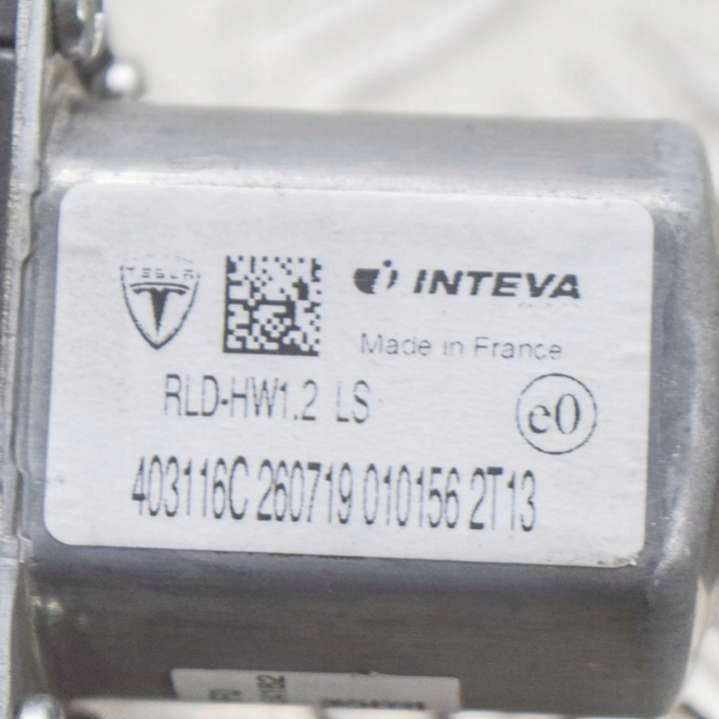 TESLA
INTEVA
Made in France
RLD-HW1.2 LS
e0
403116C 260719 010156 2T13